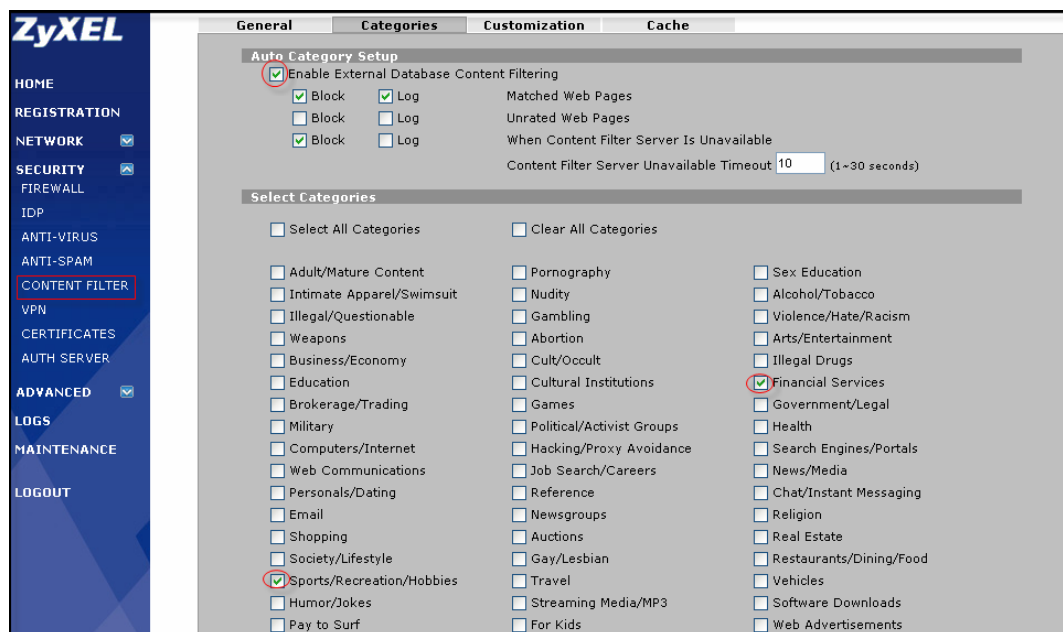 ZyXEL
General Categories Customization Cache
HOME
REGISTRATION
NETWORK
SECURITY
FIREWALL
IDP
ANTI-VIRUS
ANTI-SPAM
CONTENT FILTER
VPN
CERTIFICATES
AUTH SERVER
ADVANCED
LOGS
MAINTENANCE
LOGOUT
Auto Category Setup
Enable External Database Content Filtering
Block Log Matched Web Pages
Block Log Unrated Web Pages
Block Log When Content Filter Server Is Unavailable
Content Filter Server Unavailable Timeout 10 (1~30 seconds)
Select Categories
Select All Categories Clear All Categories
Adult/Mature Content Pornography Sex Education
Intimate Apparel/Swimsuit Nudity Alcohol/Tobacco
Illegal/Questionable Gambling Violence/Hate/Racism
Weapons Abortion Arts/Entertainment
Business/Economy Cult/Occult Illegal Drugs
Education Cultural Institutions Financial Services
Brokerage/Trading Games Government/Legal
Military Political/Activist Groups Health
Computers/Internet Hacking/Proxy Avoidance Search Engines/Portals
Web Communications Job Search/Careers News/Media
Personals/Dating Reference Chat/Instant Messaging
Email Newsgroups Religion
Shopping Auctions Real Estate
Society/Lifestyle Gay/Lesbian Restaurants/Dining/Food
Sports/Recreation/Hobbies Travel Vehicles
Humor/Jokes Streaming Media/MP3 Software Downloads
Pay to Surf For Kids Web Advertisements